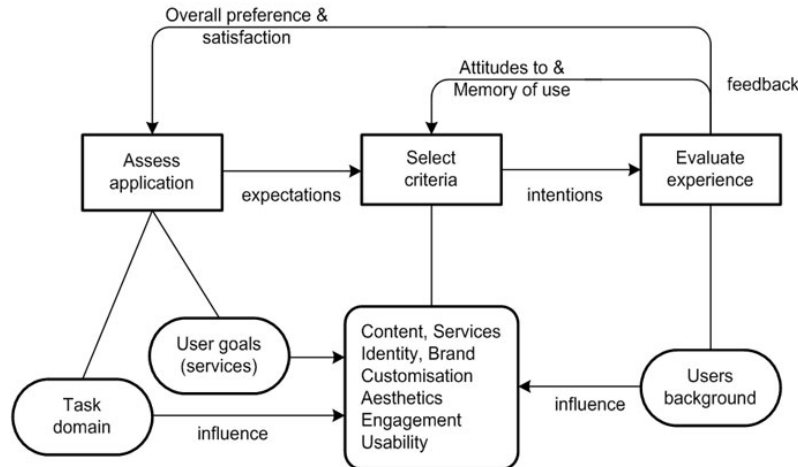 Overall preference &
satisfaction
Attitudes to &
Memory of use
feedback
Assess
application
expectations
Select
criteria
intentions
Evaluate
experience
User goals
(services)
Content, Services
Identity, Brand
Customisation
Aesthetics
Engagement
Usability
Task
domain
influence
influence
Users
background